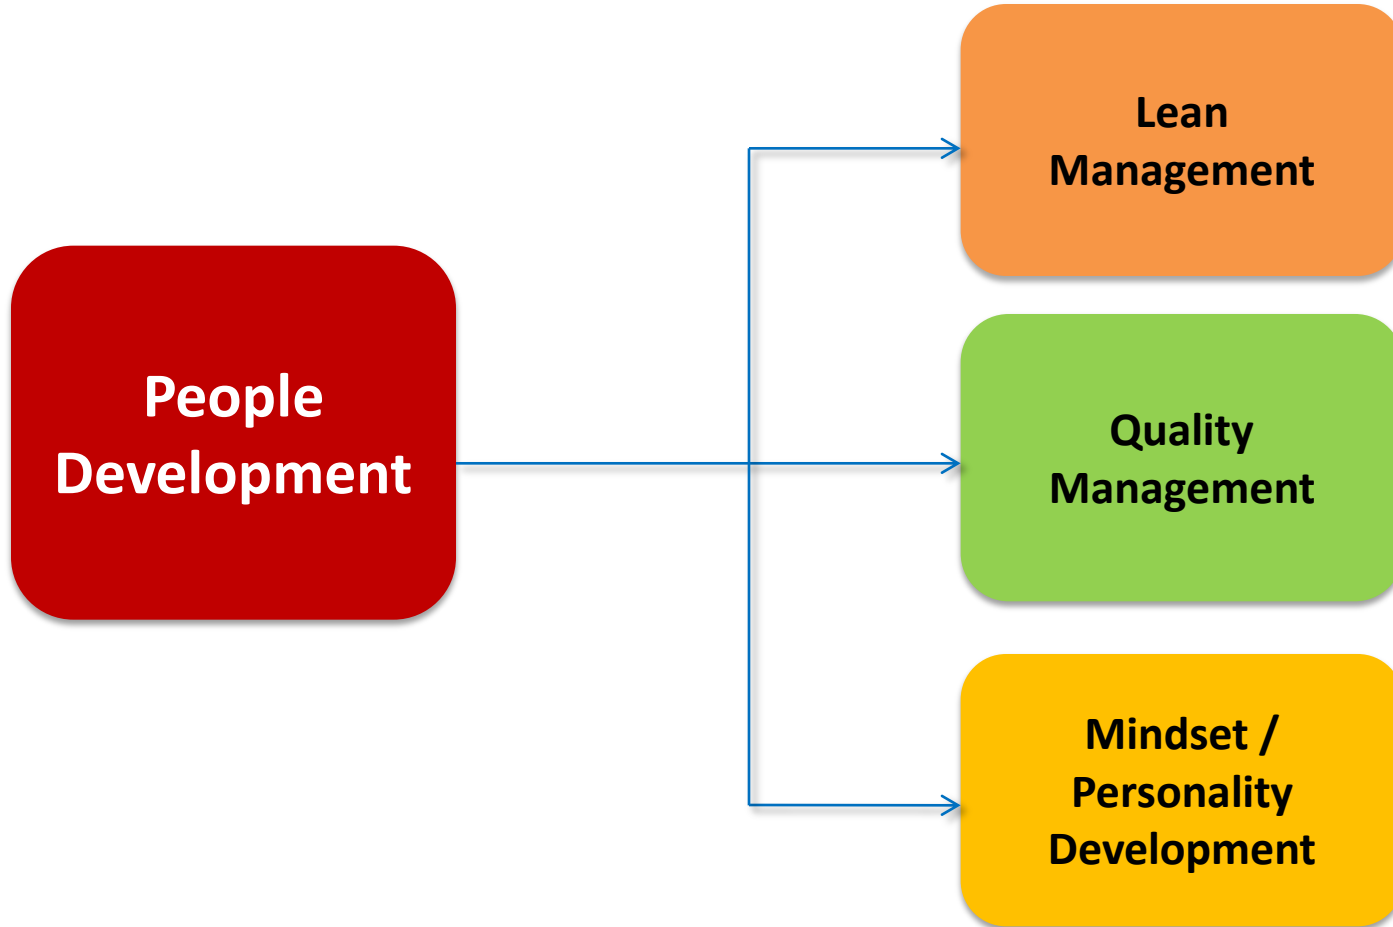 People
Development
Lean
Management
Quality
Management
Mindset /
Personality
Development